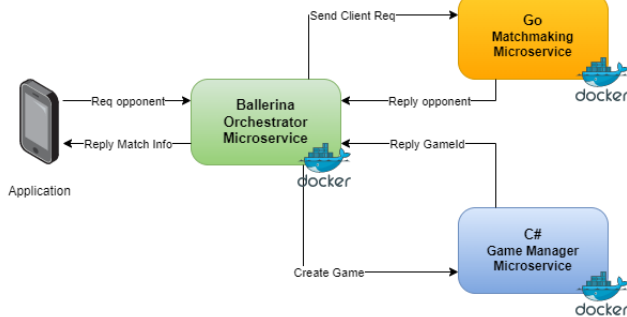 Send Client Req
Go
Matchmaking
Microservice
docker
Req opponent
Ballerina
Orchestrator
Microservice
Reply opponent
Reply Match Info
Reply GameId
docker
Application
C#
Game Manager
Microservice
Create Game
docker